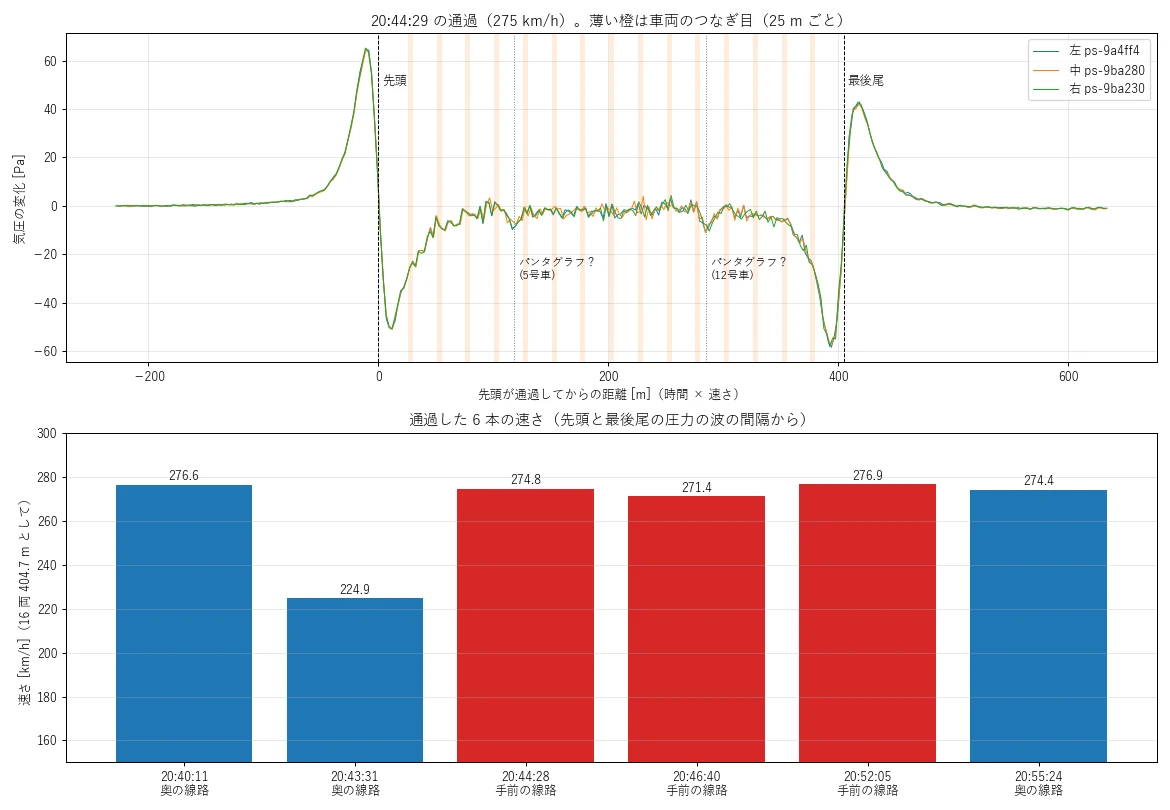 20:44:29 の通過（275 km/h）。薄い橙は車両のつなぎ目（25 m ごと）
気圧の変化 [Pa]
60
40
20
0
−20
−40
−60
先頭
最後尾
左 ps-9a4ff4
中 ps-9ba280
右 ps-9ba230
パンタグラフ？
(5号車)
パンタグラフ？
(12号車)
−200
0
200
400
600
先頭が通過してからの距離 [m]（時間 × 速さ）
通過した 6 本の速さ（先頭と最後尾の圧力の波の間隔から）
速さ [km/h]（16 両 404.7 m として）
300
280
260
240
220
200
180
160
276.6
224.9
274.8
271.4
276.9
274.4
20:40:11
奥の線路
20:43:31
奥の線路
20:44:28
手前の線路
20:46:40
手前の線路
20:52:05
手前の線路
20:55:24
奥の線路